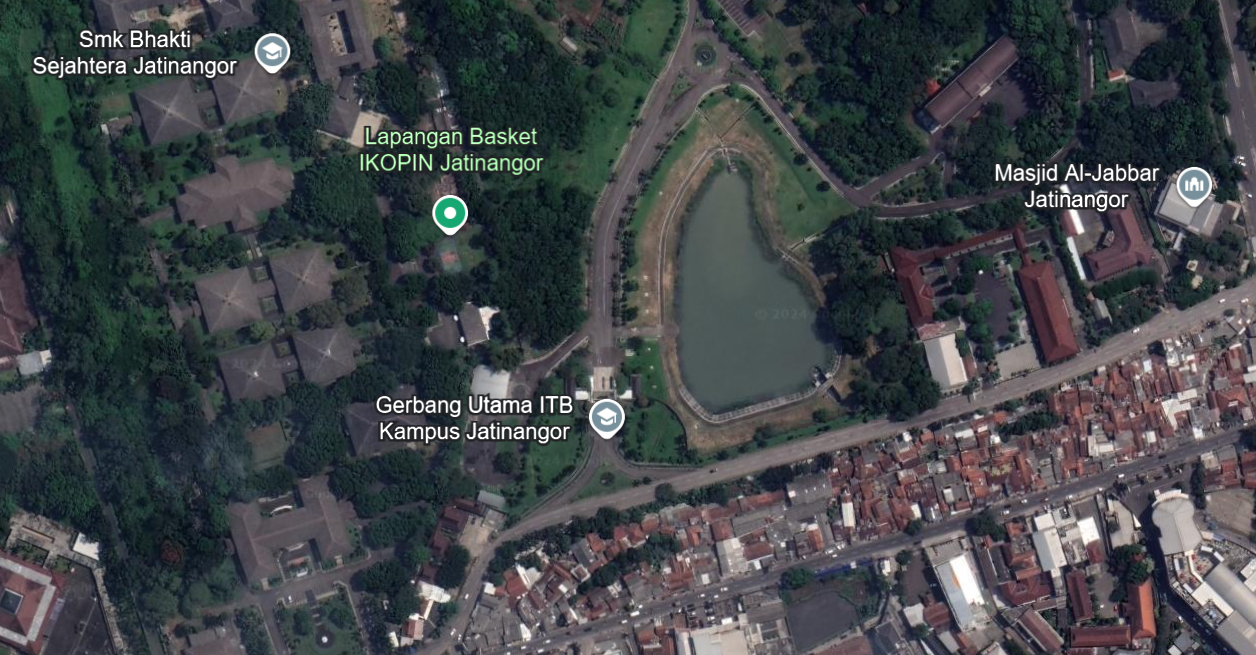 Smk Bhakti
Sejahtera Jatinangor
Lapangan Basket
IKOPIN Jatinangor
Masjid Al-Jabbar
Jatinangor
Gerbang Utama ITB
Kampus Jatinangor